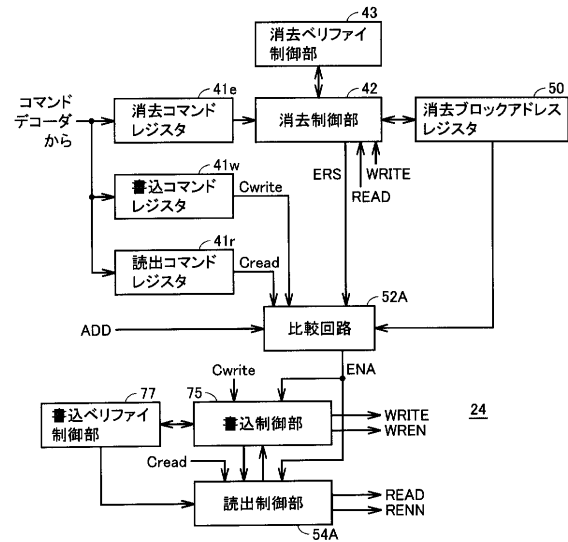 43
消去ベリファイ
制御部
コマンド
デコーダ
から
41e
消去コマンド
レジスタ
42
消去制御部
50
消去ブロックアドレス
レジスタ
ERS
WRITE
READ
41w
書込コマンド
レジスタ
Cwrite
41r
読出コマンド
レジスタ
Cread
52A
ADD
比較回路
ENA
Cwrite
77
書込ベリファイ
制御部
75
書込制御部
WRITE
WREN
24
Cread
読出制御部
READ
RENN
54A